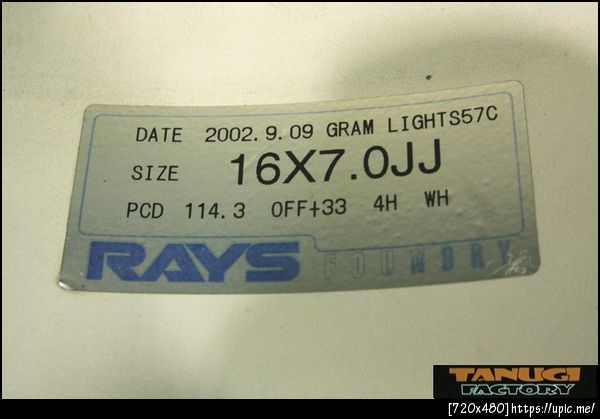 DATE 2002.9.09 GRAM LIGHTS57C
SIZE 16X7.0JJ
PCD 114.3 OFF+33 4H WH
RAYS FOUNDRY
TANUGI
FACTORY
[720x480]https://upic.me/